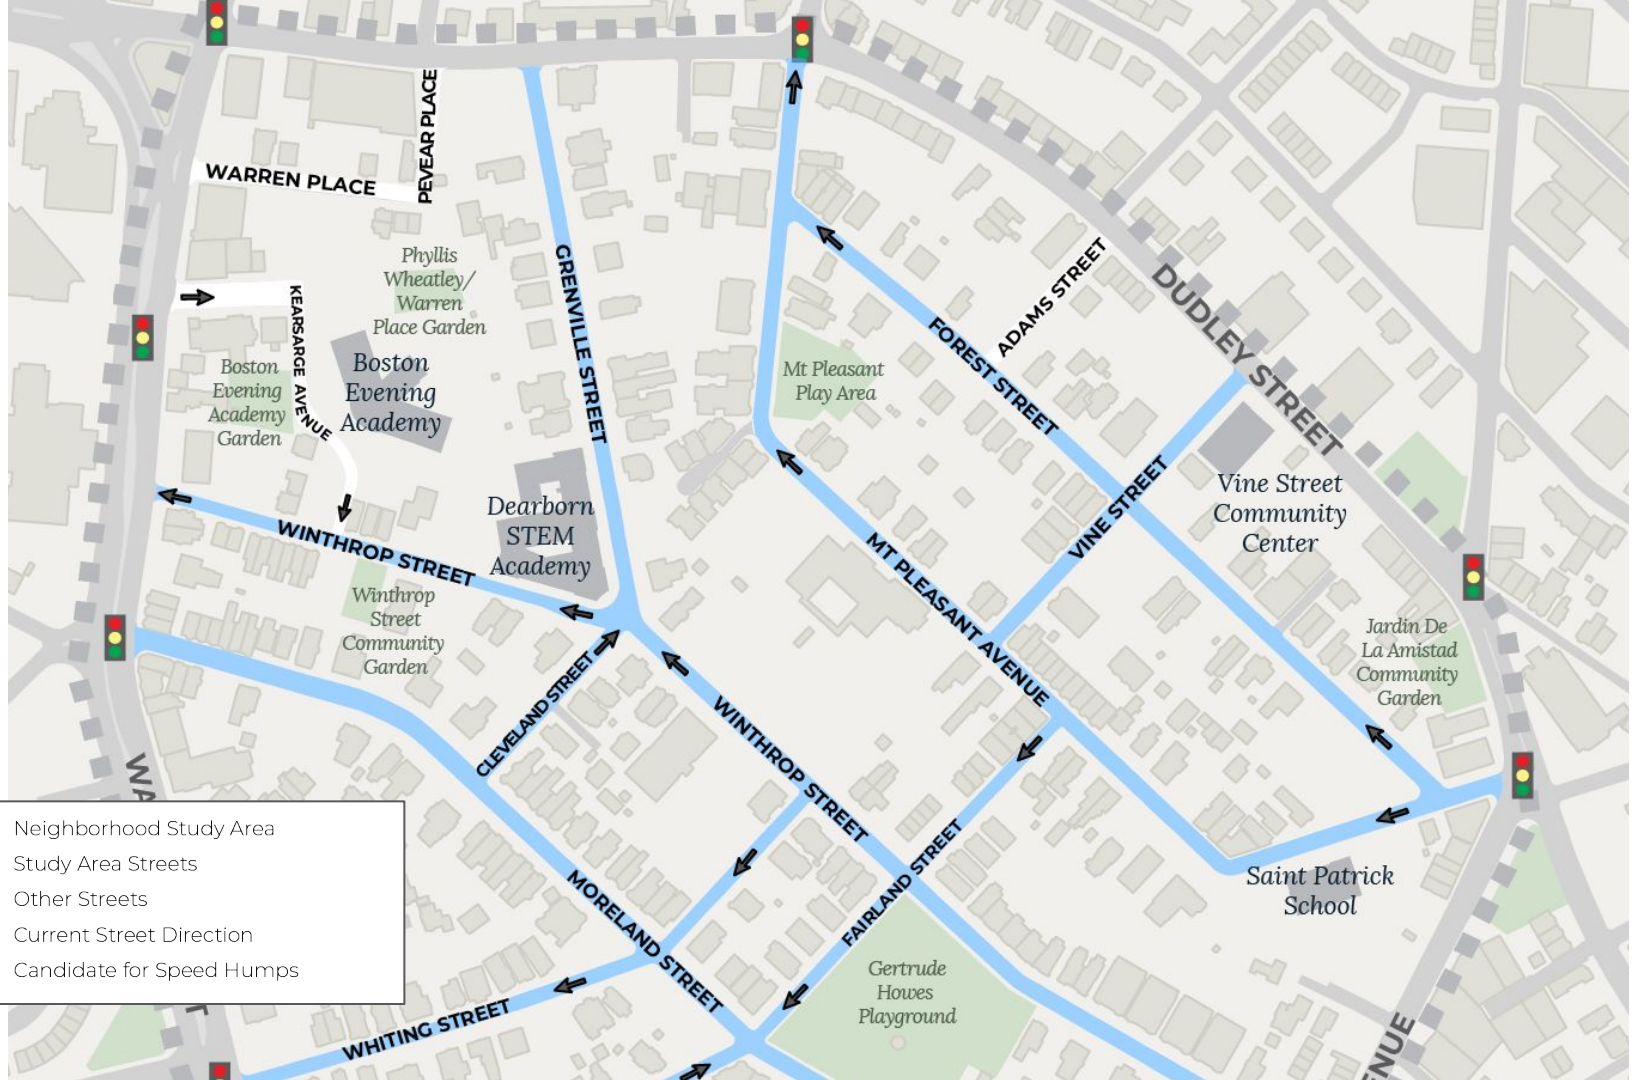 PEVEAR PLACE
WARREN PLACE
Phyllis
Wheatley/
Warren
Place Garden
GRENVILLE STREET
KEARSARGE AVENUE
Boston
Evening
Academy
Garden
Boston
Evening
Academy
Mt Pleasant
Play Area
FOREST STREET
ADAMS STREET
DUDLEY STREET
VINE STREET
Vine Street
Community
Center
Dearborn
STEM
Academy
WINTHROP STREET
Winthrop
Street
Community
Garden
MT PLEASANT AVENUE
Jardin De
La Amistad
Community
Garden
CLEVELAND STREET
WINTHROP STREET
WA
FAIRLAND STREET
MORELAND STREET
Saint Patrick
School
Gertrude
Howes
Playground
WHITING STREET
T
ENUE
Neighborhood Study Area
Study Area Streets
Other Streets
Current Street Direction
Candidate for Speed Humps